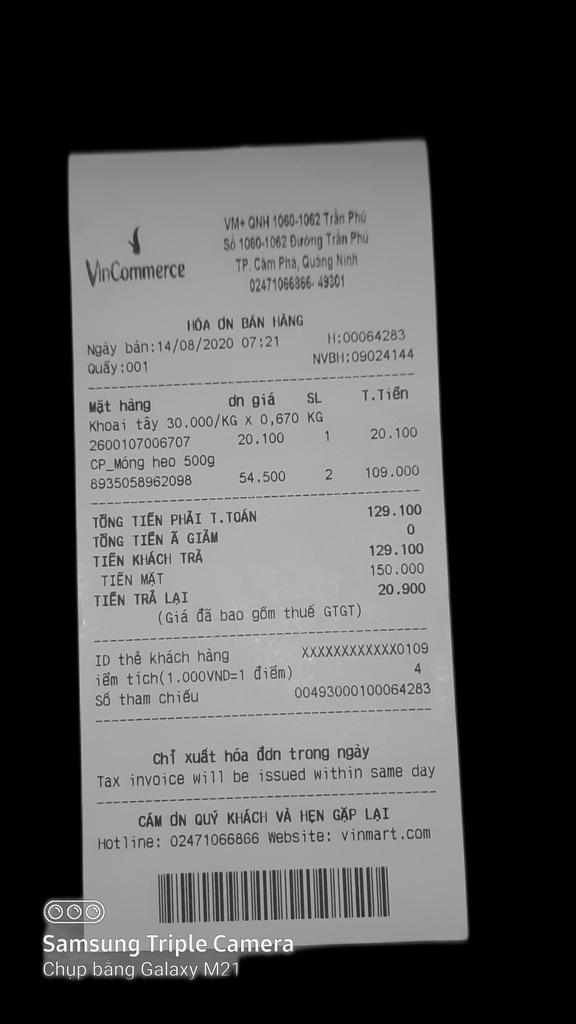 VinCommerce
VM+ QNH 1060-1062 Trần Phú
Số 1060-1062 Đường Trần Phú
TP. Cẩm Phả, Quảng Ninh
02471066866- 49301
HÓA ƠN BÁN HÀNG
Ngày bán:14/08/2020 07:21 H:00064283
Quầy:001 NVBH:09024144
Mặt hàng ơn giá SL T.Tiền
Khoai tây 30.000/KG X 0,670 KG
2600107006707 20.100 1 20.100
CP_Móng heo 500g
8935058962098 54.500 2 109.000
TỔNG TIỀN PHẢI T.TOÁN 129.100
TỔNG TIỀN Ã GIẢM 0
TIỀN KHÁCH TRẢ 129.100
TIỀN MẶT 150.000
TIỀN TRẢ LẠI 20.900
(Giá đã bao gồm thuế GTGT)
ID thẻ khách hàng XXXXXXXXXXXX0109
iểm tích(1.000VND=1 điểm) 4
Số tham chiếu 00493000100064283
Chỉ xuất hóa đơn trong ngày
Tax invoice will be issued within same day
CẢM ƠN QUÝ KHÁCH VÀ HẸN GẶP LẠI
Hotline: 02471066866 Website: vinmart.com
Samsung Triple Camera
Chụp bằng Galaxy M21